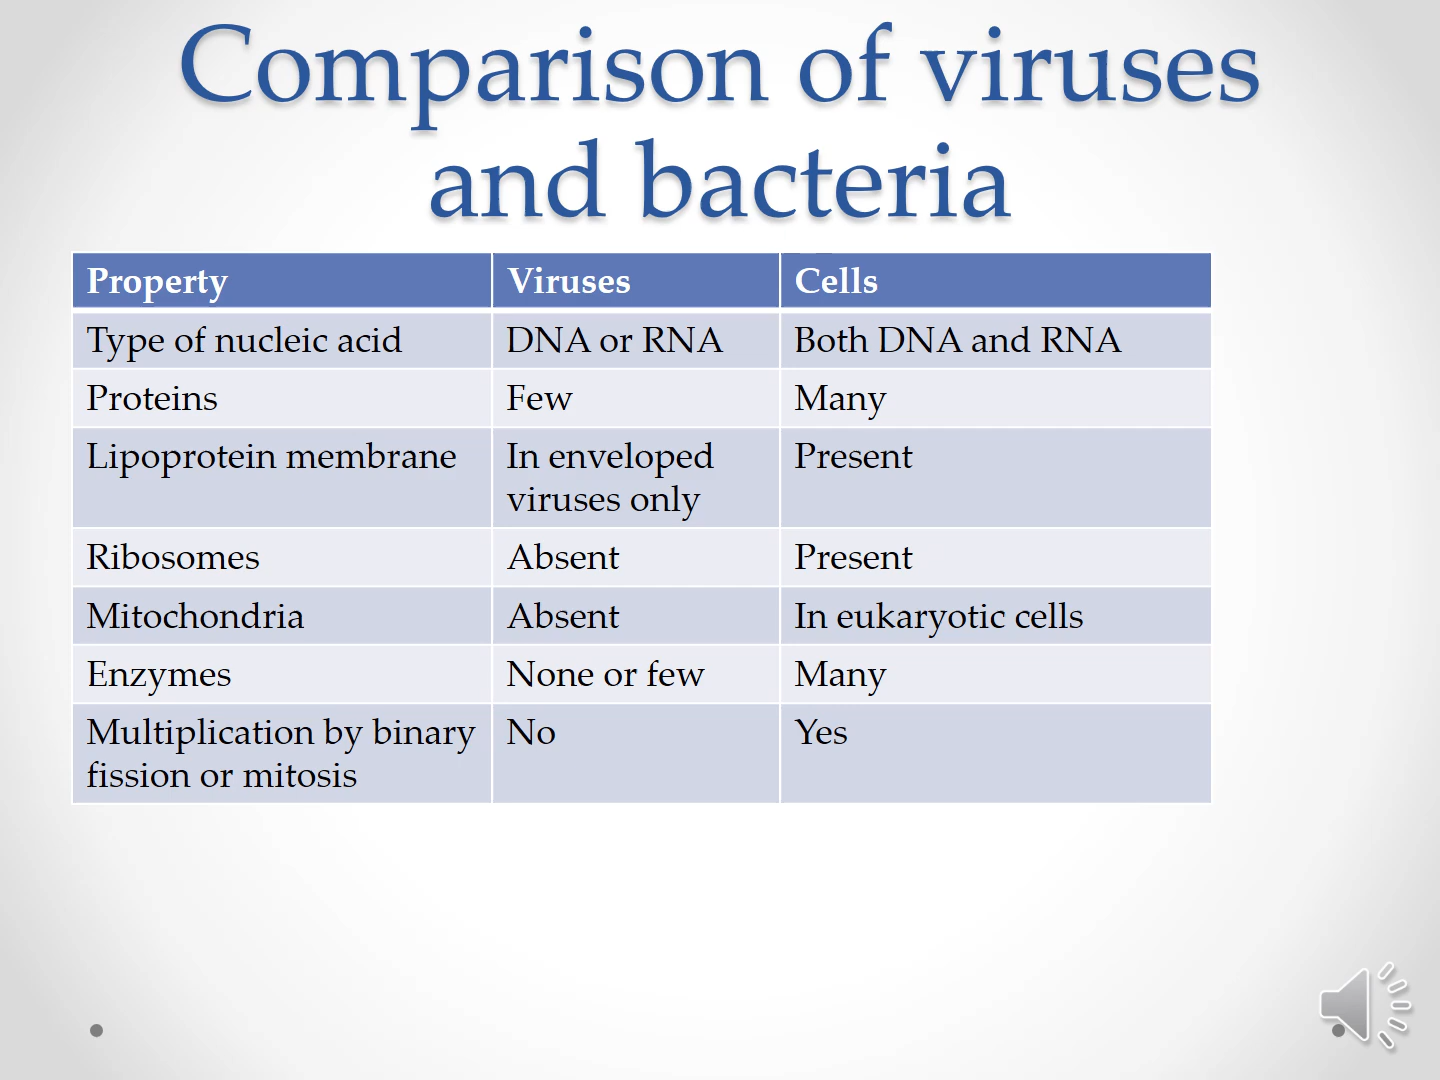 Comparison of viruses
and bacteria
Property Viruses Cells
Type of nucleic acid DNA or RNA Both DNA and RNA
Proteins Few Many
Lipoprotein membrane In enveloped viruses only Present
Ribosomes Absent Present
Mitochondria Absent In eukaryotic cells
Enzymes None or few Many
Multiplication by binary fission or mitosis No Yes